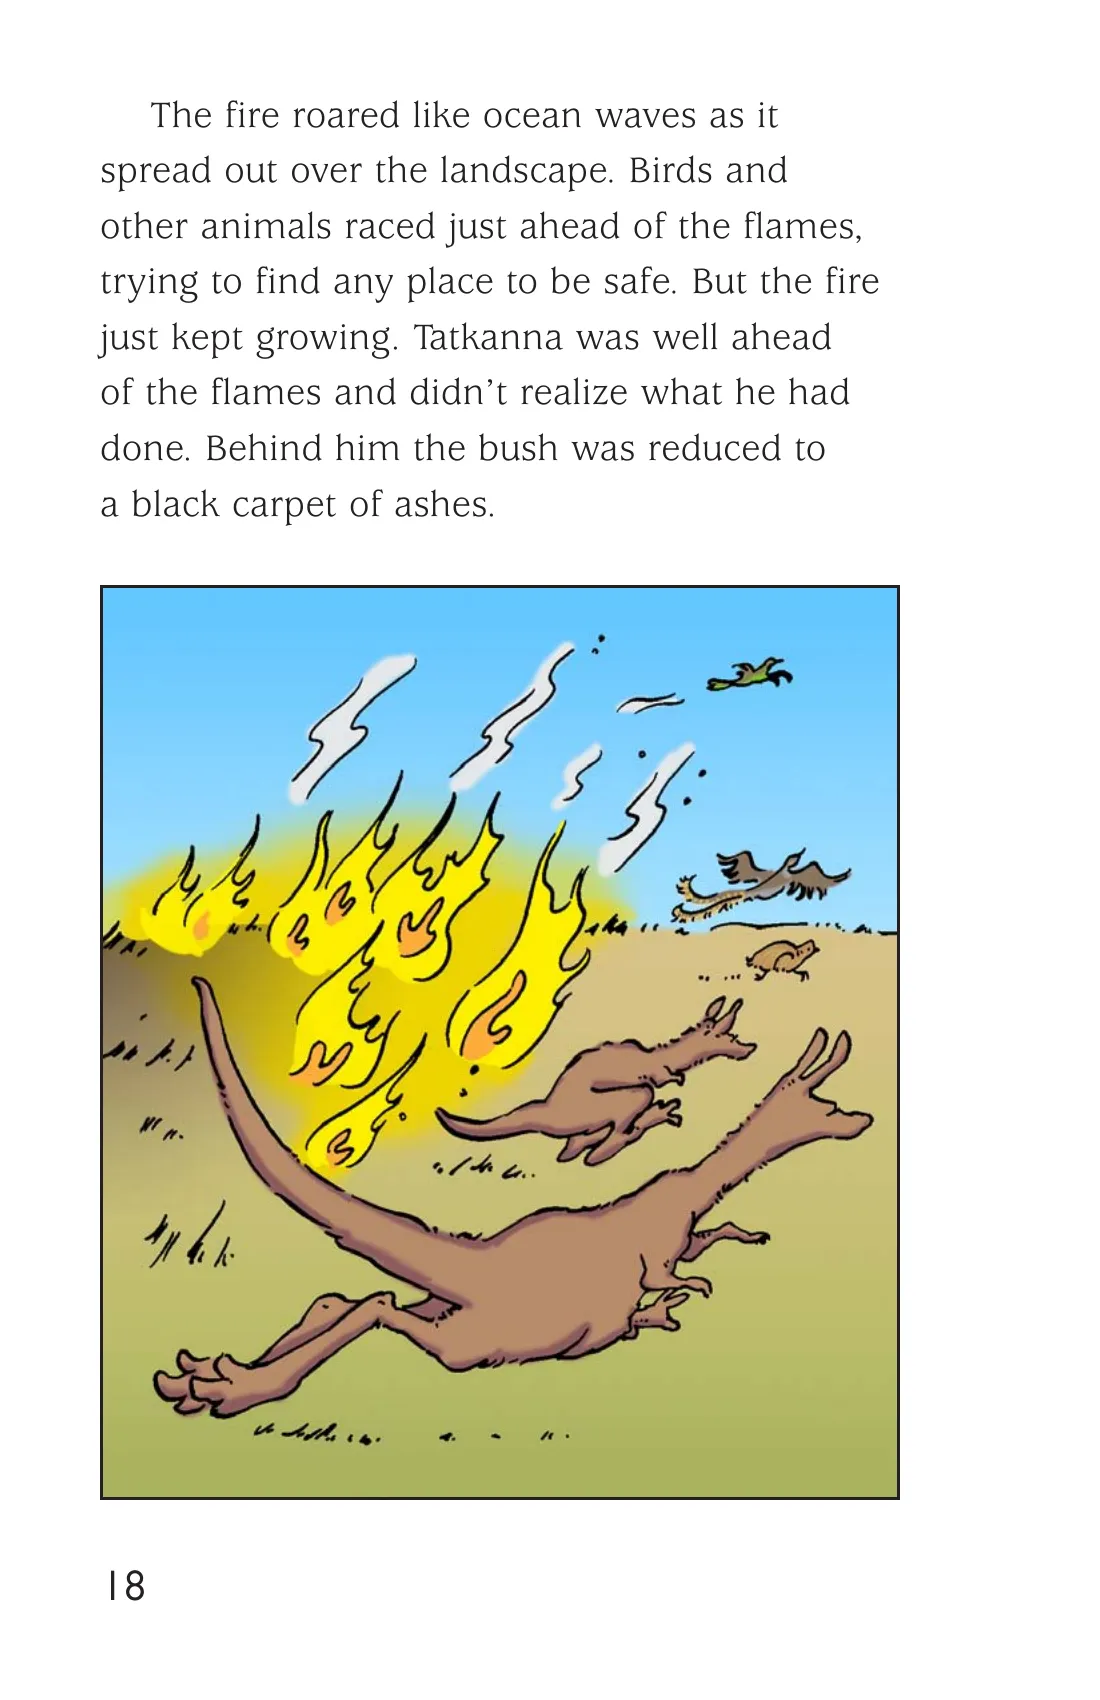 The fire roared like ocean waves as it
spread out over the landscape. Birds and
other animals raced just ahead of the flames,
trying to find any place to be safe. But the fire
just kept growing. Tatkanna was well ahead
of the flames and didn’t realize what he had
done. Behind him the bush was reduced to
a black carpet of ashes.
18